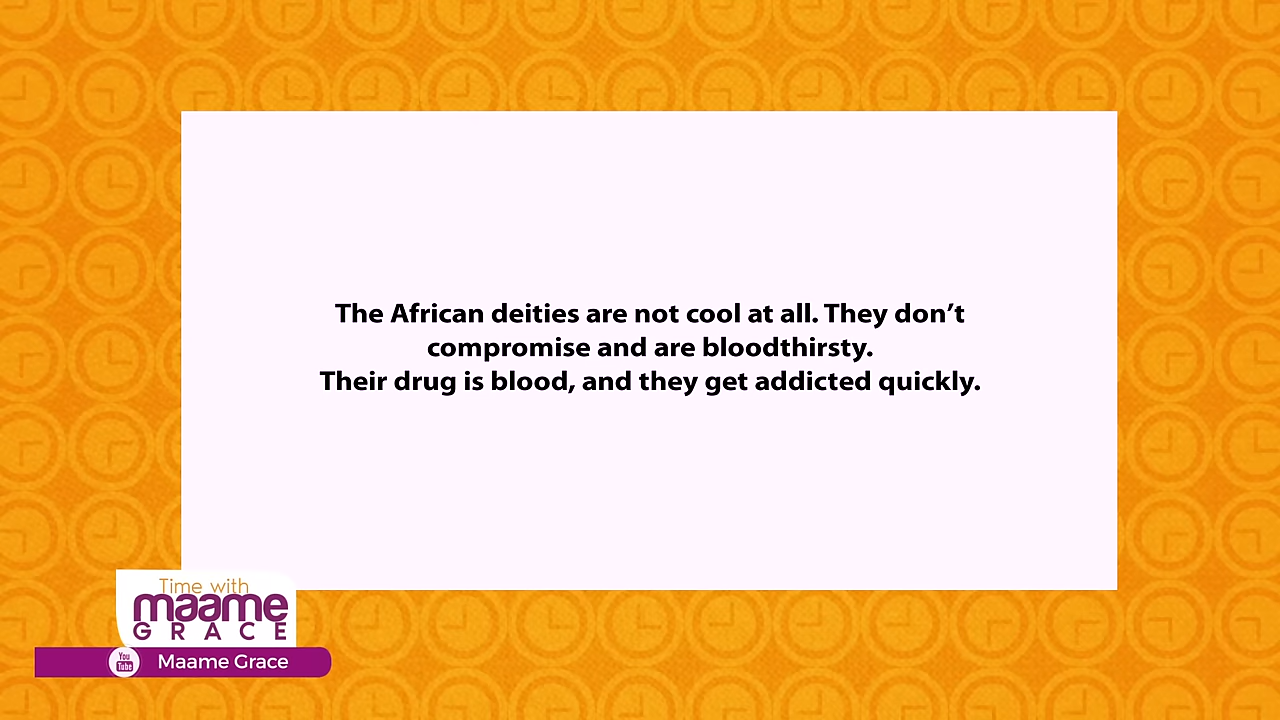 The African deities are not cool at all. They don’t
compromise and are bloodthirsty.
Their drug is blood, and they get addicted quickly.
Time with
maame
GRACE
You
Tube
Maame Grace